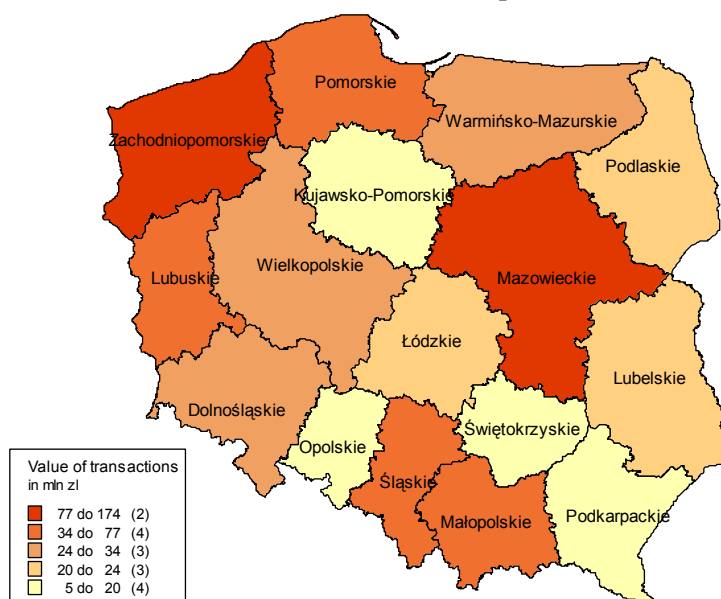 Pomorskie
Warmińsko-Mazurskie
Zachodniopomorskie
Podlaskie
Kujawsko-Pomorskie
Wielkopolskie
Lubuskie
Mazowieckie
Łódzkie
Lubelskie
Dolnośląskie
Świętokrzyskie
Opolskie
Śląskie
Małopolskie
Podkarpackie
Value of transactions
in mln zl
77 do 174 (2)
34 do 77 (4)
24 do 34 (3)
20 do 24 (3)
5 do 20 (4)